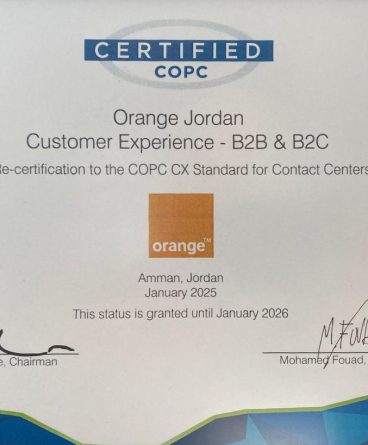 CERTIFIED
COPC
Orange Jordan
Customer Experience - B2B & B2C
e-certification to the COPC CX Standard for Contact Centers
orange™
Amman, Jordan
January 2025
This status is granted until January 2026
e, Chairman
Mohamed Fouad,